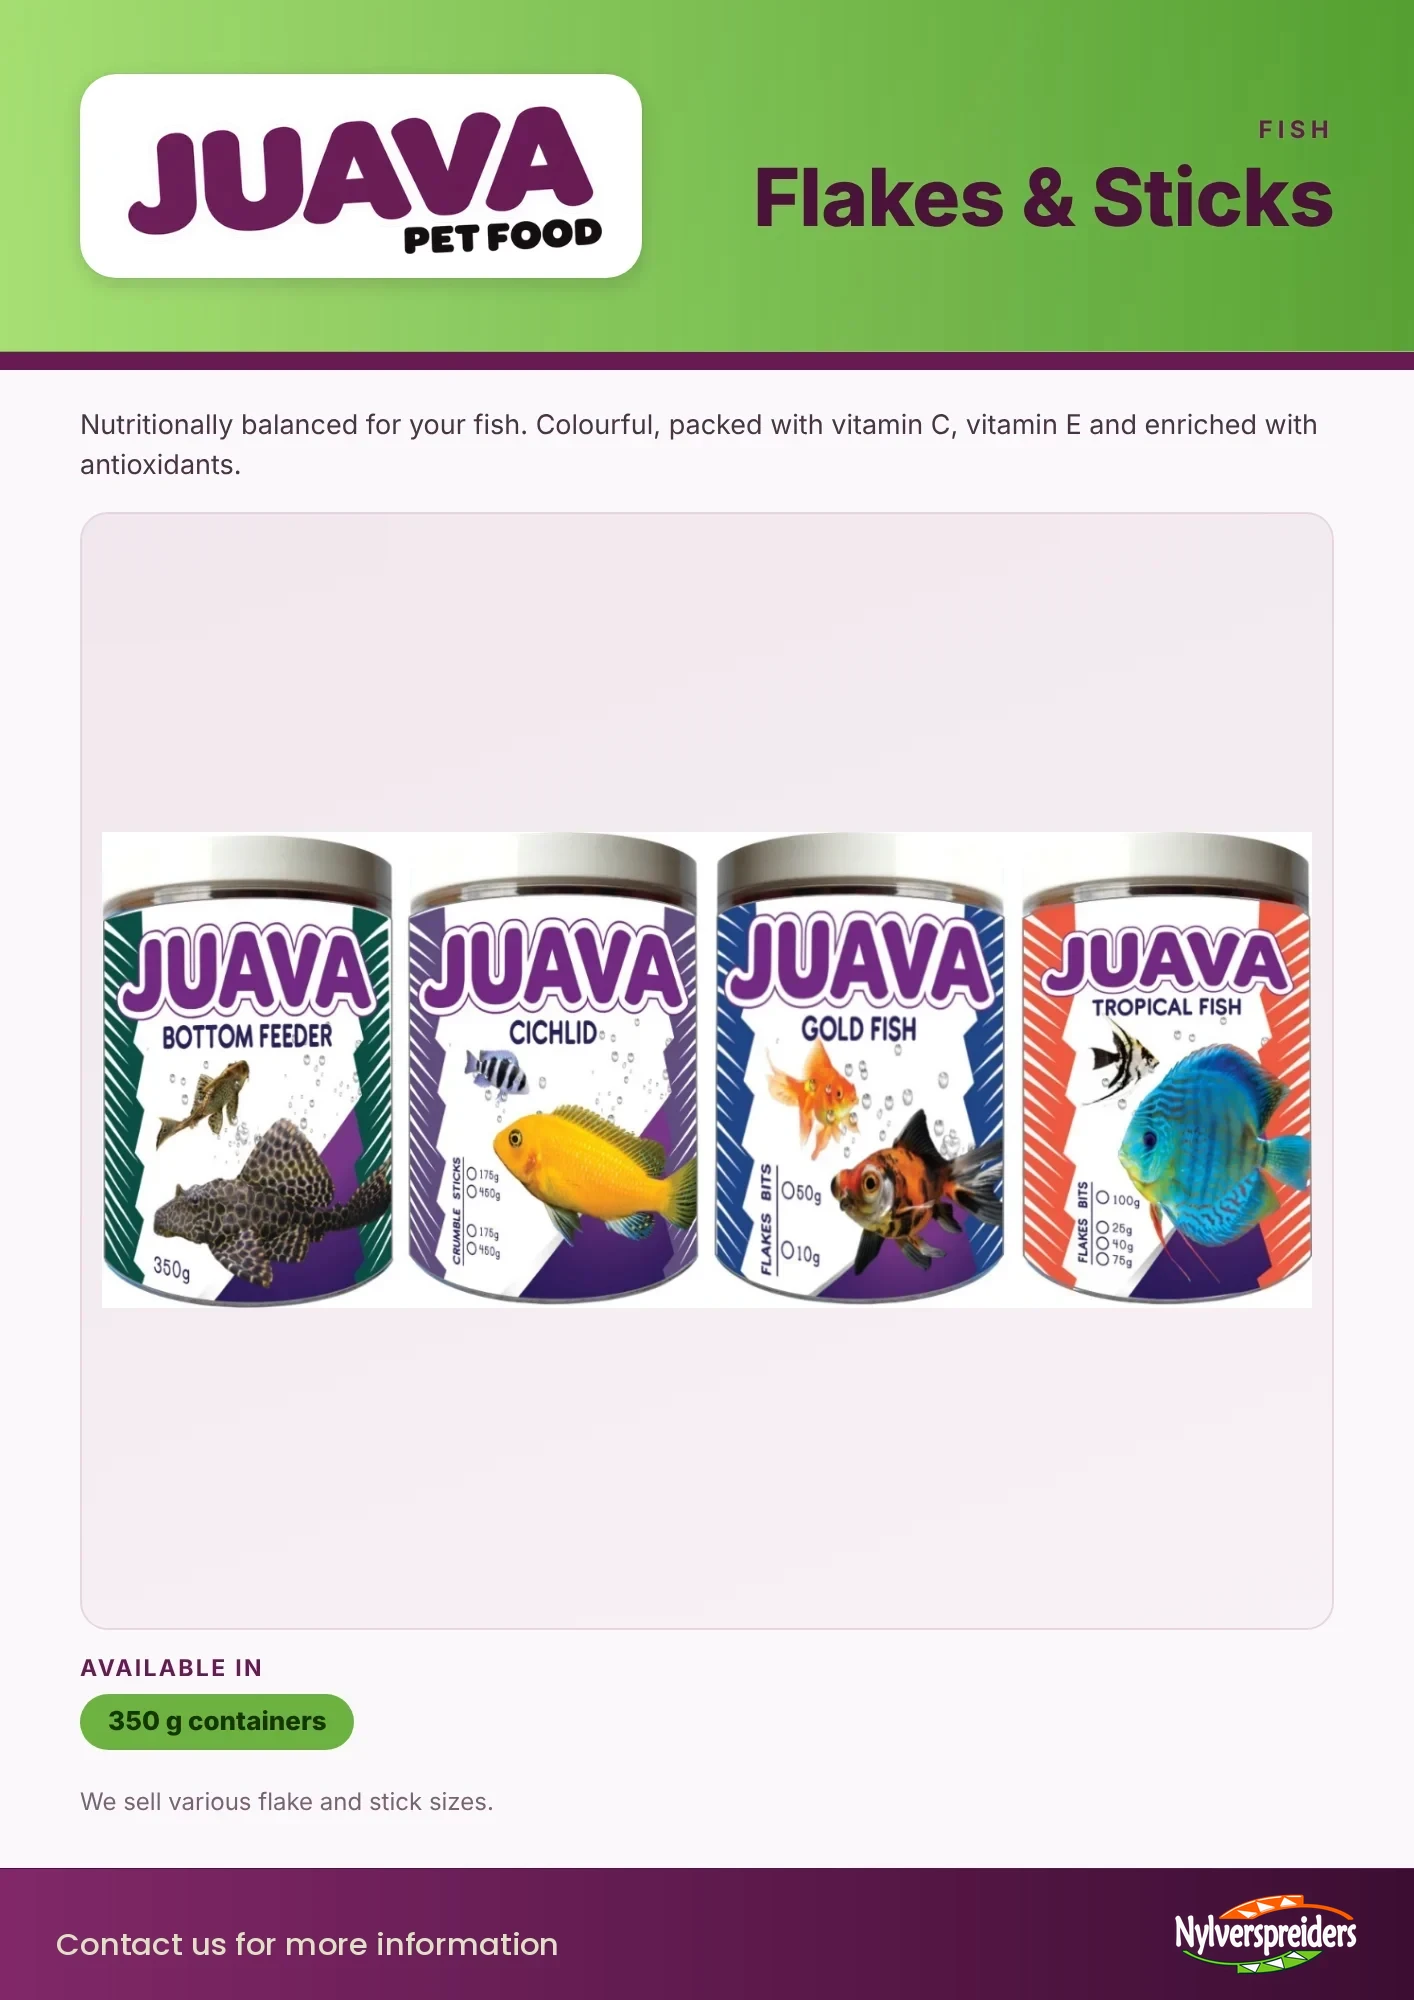 JUAVA
PET FOOD
FISH
Flakes & Sticks
Nutritionally balanced for your fish. Colourful, packed with vitamin C, vitamin E and enriched with
antioxidants.
JUAVA
BOTTOM FEEDER
350g
JUAVA
CICHLID
STICKS
175g
450g
CRUMBLE
175g
450g
JUAVA
GOLD FISH
BITS
50g
FLAKES
10g
JUAVA
TROPICAL FISH
BITS
100g
FLAKES
25g
40g
75g
AVAILABLE IN
350 g containers
We sell various flake and stick sizes.
Contact us for more information
Nylverspreiders